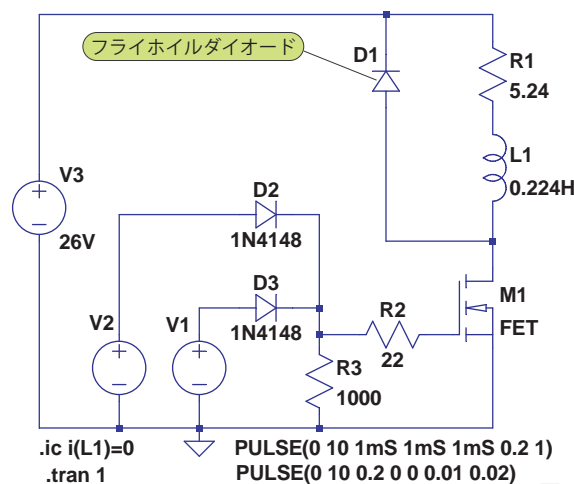 フライホイルダイオード
D1
R1
5.24
L1
0.224H
V3
26V
D2
1N4148
D3
1N4148
V2
V1
R2
22
M1
FET
R3
1000
.ic i(L1)=0
.tran 1
PULSE(0 10 1mS 1mS 1mS 0.2 1)
PULSE(0 10 0.2 0 0 0.01 0.02)